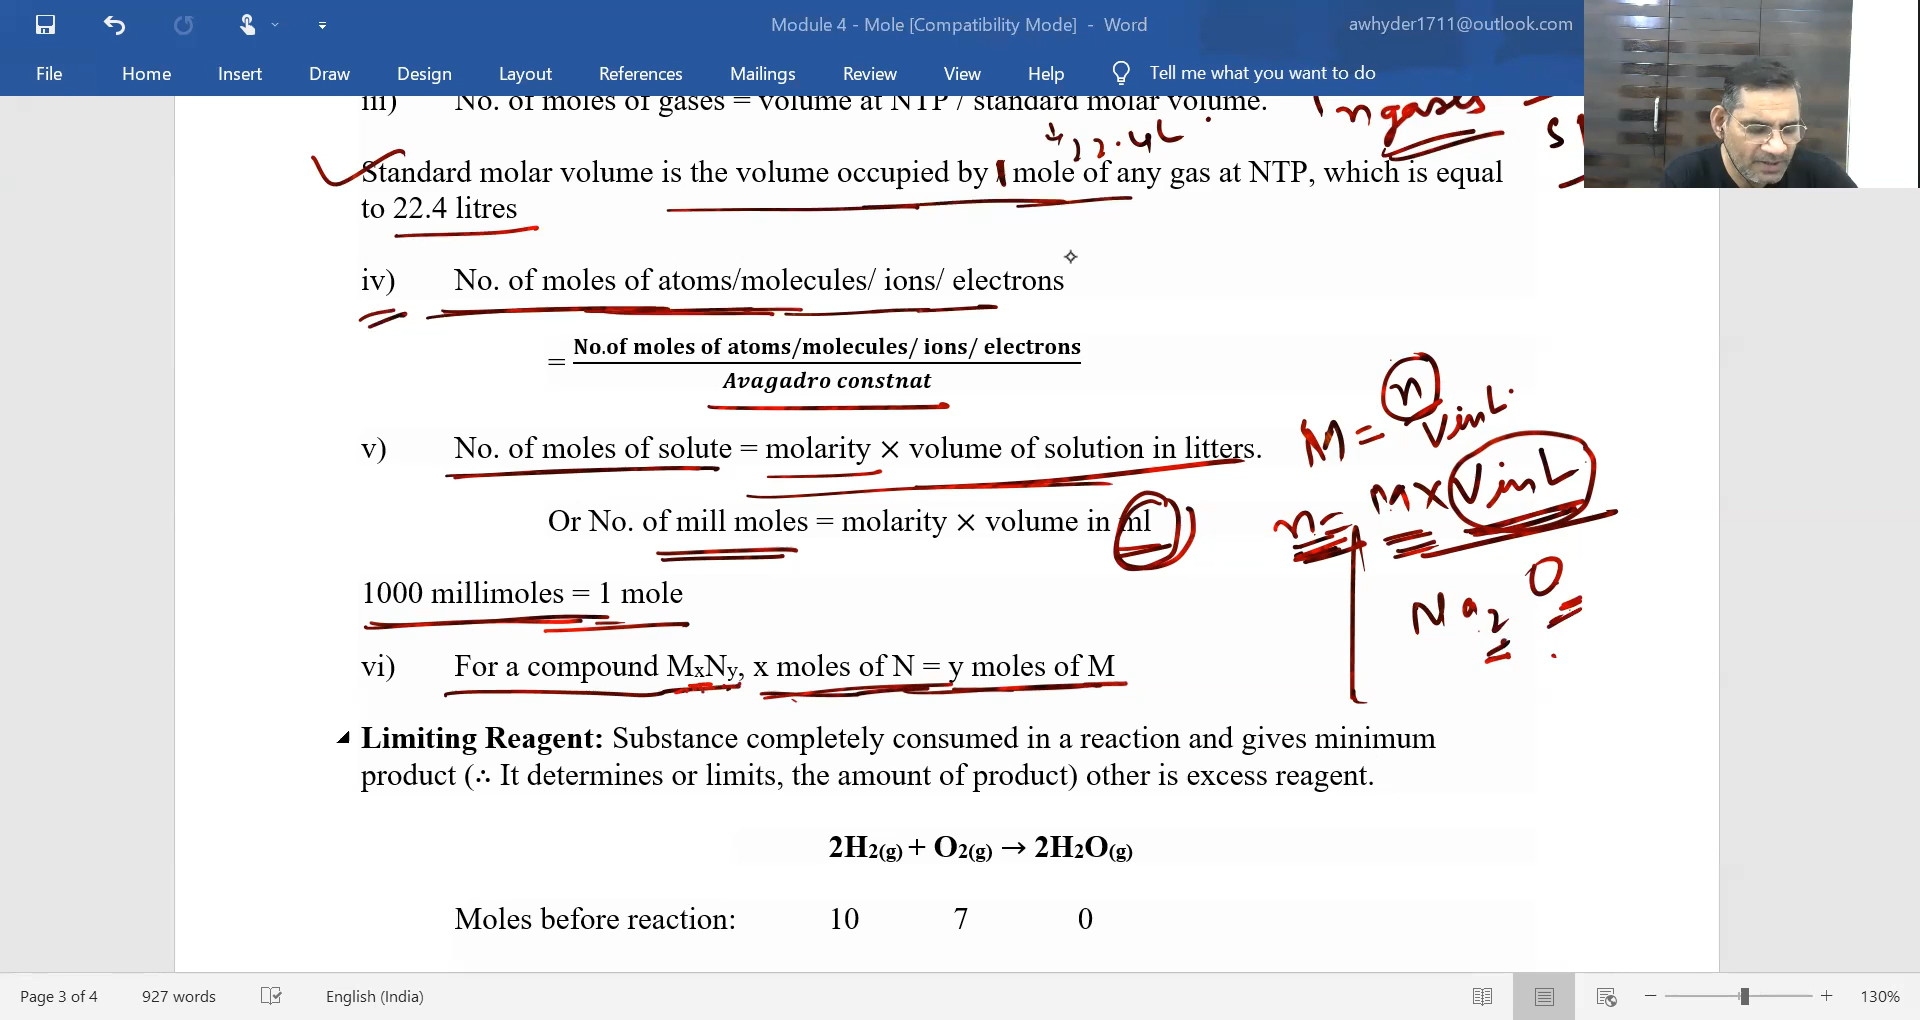 Module 4 - Mole [Compatibility Mode] - Word
awhyder1711@outlook.com
File Home Insert Draw Design Layout References Mailings Review View Help Tell me what you want to do
iii) No. of moles of gases = volume at NTP / standard molar volume.
n gases
22.4L
Standard molar volume is the volume occupied by 1 mole of any gas at NTP, which is equal
to 22.4 litres
iv) No. of moles of atoms/molecules/ ions/ electrons
= No.of moles of atoms/molecules/ ions/ electrons
Avagadro constnat
M = n
V in L
v) No. of moles of solute = molarity × volume of solution in litters.
n = M × V in L
Or No. of mill moles = molarity × volume in ml
1000 millimoles = 1 mole
Na2 O
vi) For a compound MxNy, x moles of N = y moles of M
Limiting Reagent: Substance completely consumed in a reaction and gives minimum
product (∴ It determines or limits, the amount of product) other is excess reagent.
2H2(g) + O2(g) → 2H2O(g)
Moles before reaction: 10 7 0
Page 3 of 4 927 words English (India) 130%